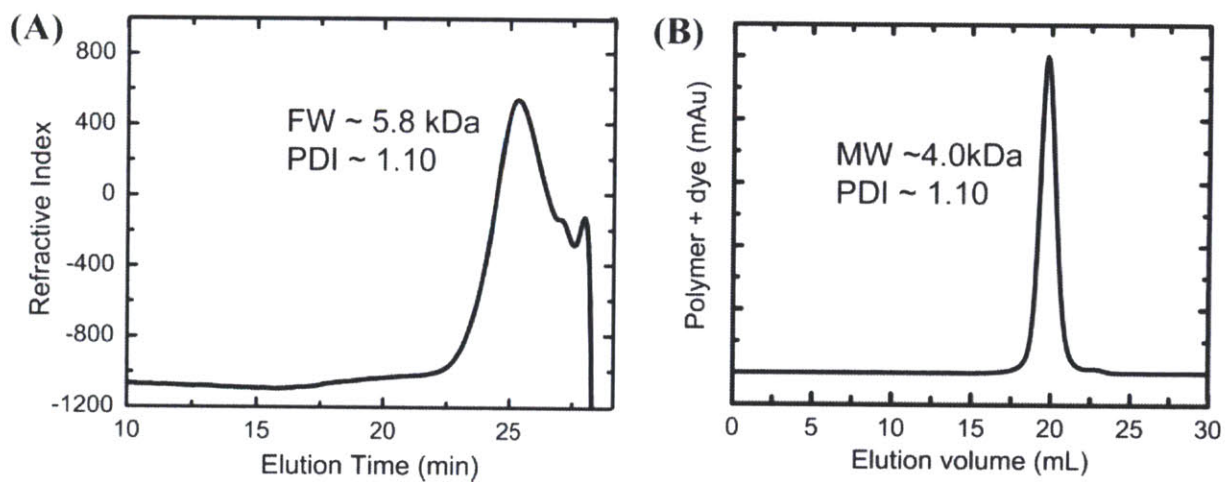 (A)
800
400
0
-400
-800
-1200
Refractive Index
FW ~ 5.8 kDa
PDI ~ 1.10
10
15
20
25
Elution Time (min)
(B)
Polymer + dye (mAu)
MW ~4.0kDa
PDI ~ 1.10
0
5
10
15
20
25
30
Elution volume (mL)